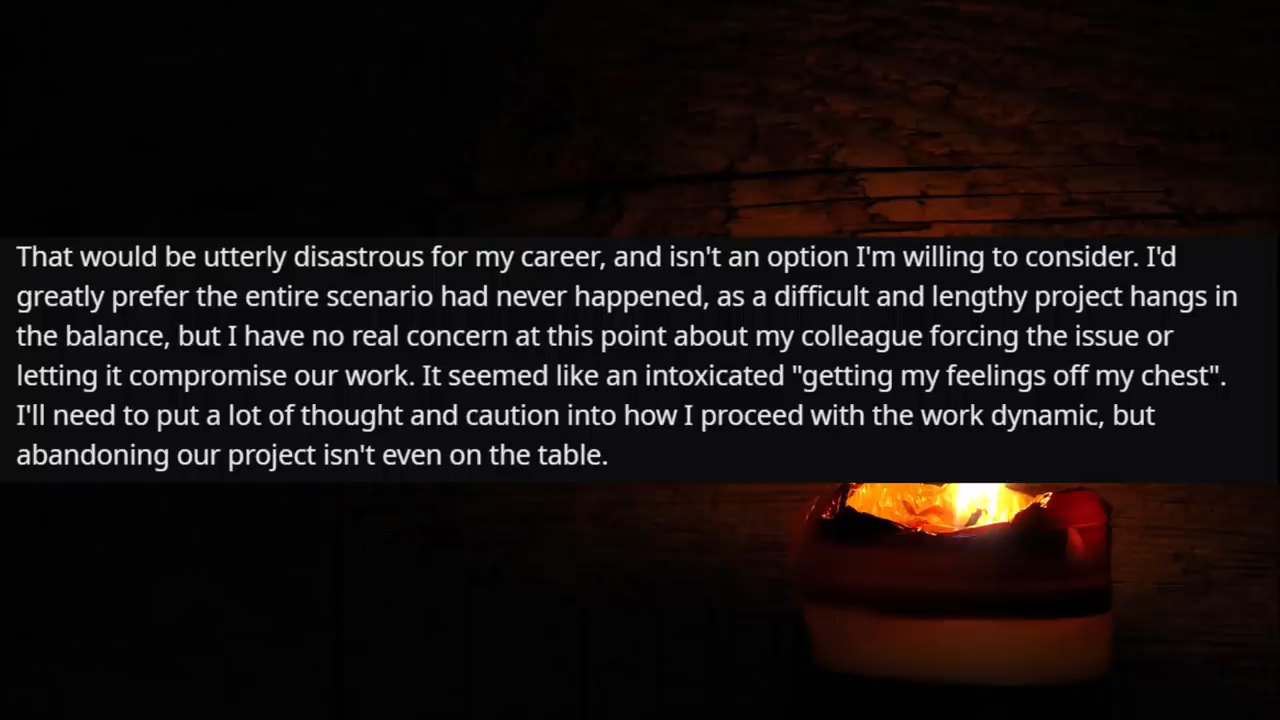 That would be utterly disastrous for my career, and isn't an option I'm willing to consider. I'd
greatly prefer the entire scenario had never happened, as a difficult and lengthy project hangs in
the balance, but I have no real concern at this point about my colleague forcing the issue or
letting it compromise our work. It seemed like an intoxicated "getting my feelings off my chest".
I'll need to put a lot of thought and caution into how I proceed with the work dynamic, but
abandoning our project isn't even on the table.